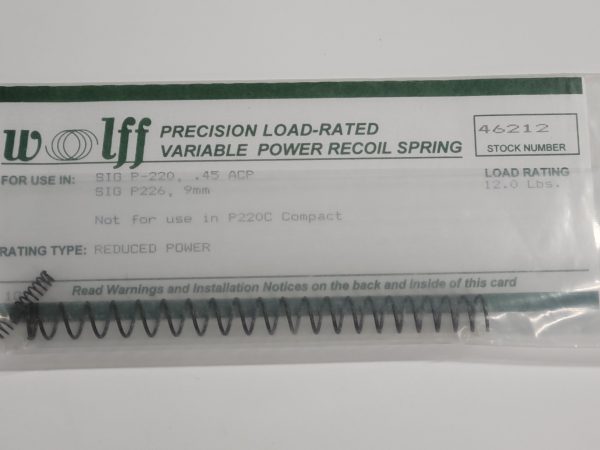 wolff
PRECISION LOAD-RATED
VARIABLE POWER RECOIL SPRING
46212
STOCK NUMBER
FOR USE IN: SIG P-220, .45 ACP
SIG P226, 9mm
LOAD RATING
12.0 Lbs.
Not for use in P220C Compact
RATING TYPE: REDUCED POWER
Read Warnings and Installation Notices on the back and inside of this card